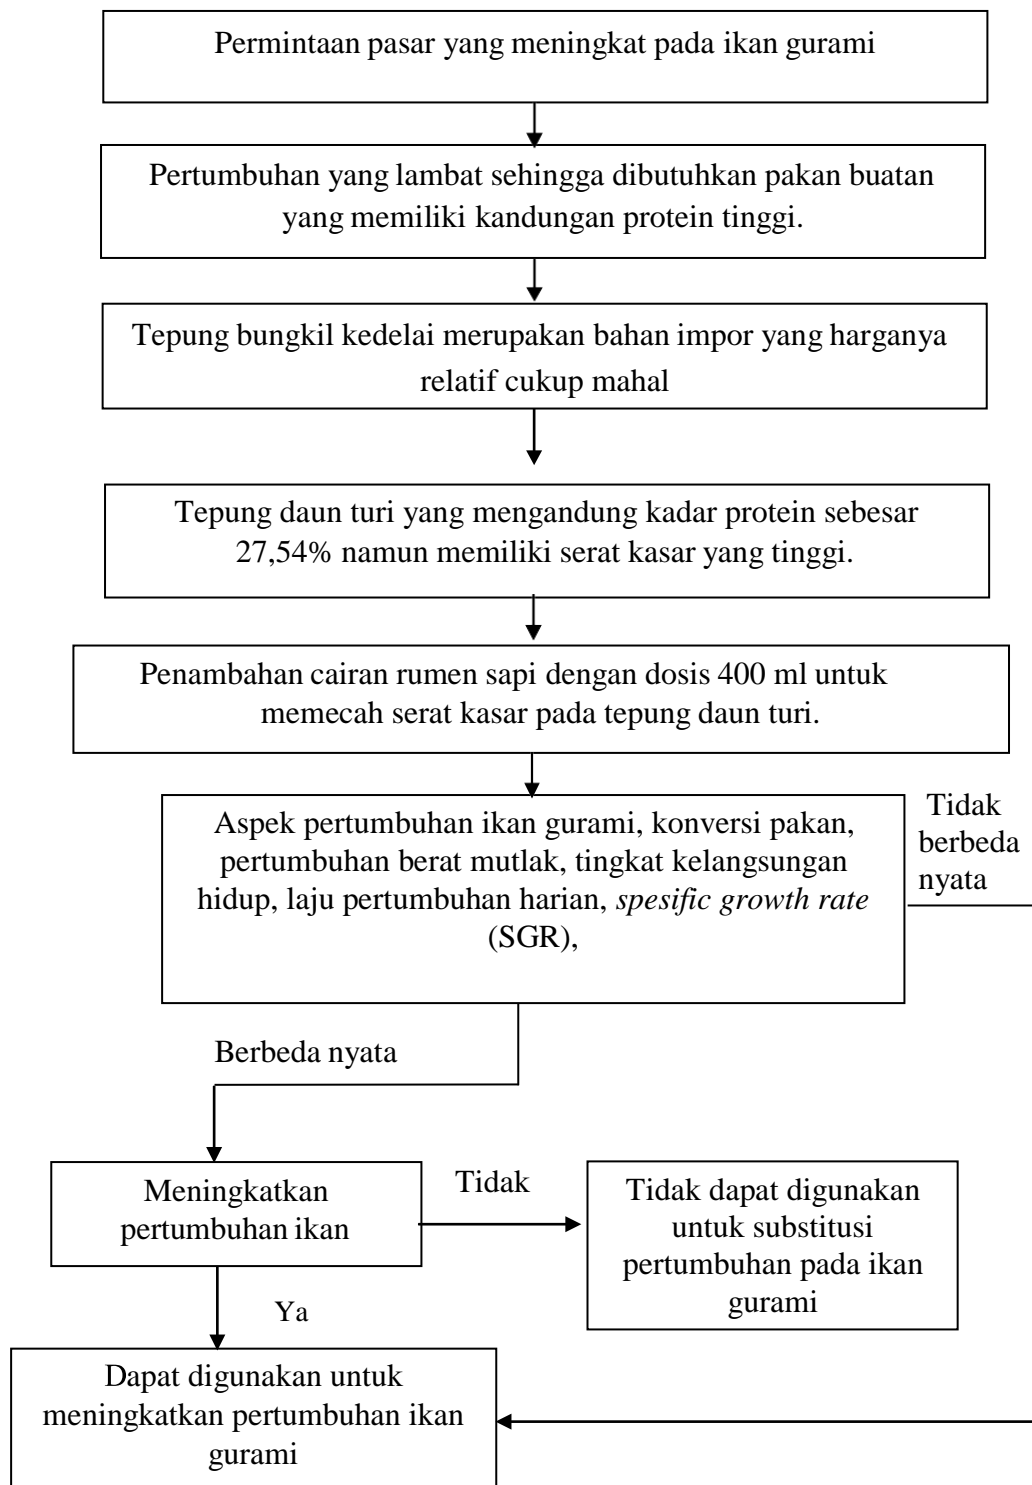 Permintaan pasar yang meningkat pada ikan gurami
Pertumbuhan yang lambat sehingga dibutuhkan pakan buatan
yang memiliki kandungan protein tinggi.
Tepung bungkil kedelai merupakan bahan impor yang harganya
relatif cukup mahal
Tepung daun turi yang mengandung kadar protein sebesar
27,54% namun memiliki serat kasar yang tinggi.
Penambahan cairan rumen sapi dengan dosis 400 ml untuk
memecah serat kasar pada tepung daun turi.
Aspek pertumbuhan ikan gurami, konversi pakan,
pertumbuhan berat mutlak, tingkat kelangsungan
hidup, laju pertumbuhan harian, spesific growth rate
(SGR),
Tidak
berbeda
nyata
Berbeda nyata
Meningkatkan
pertumbuhan ikan
Tidak
Tidak dapat digunakan
untuk substitusi
pertumbuhan pada ikan
gurami
Ya
Dapat digunakan untuk
meningkatkan pertumbuhan ikan
gurami